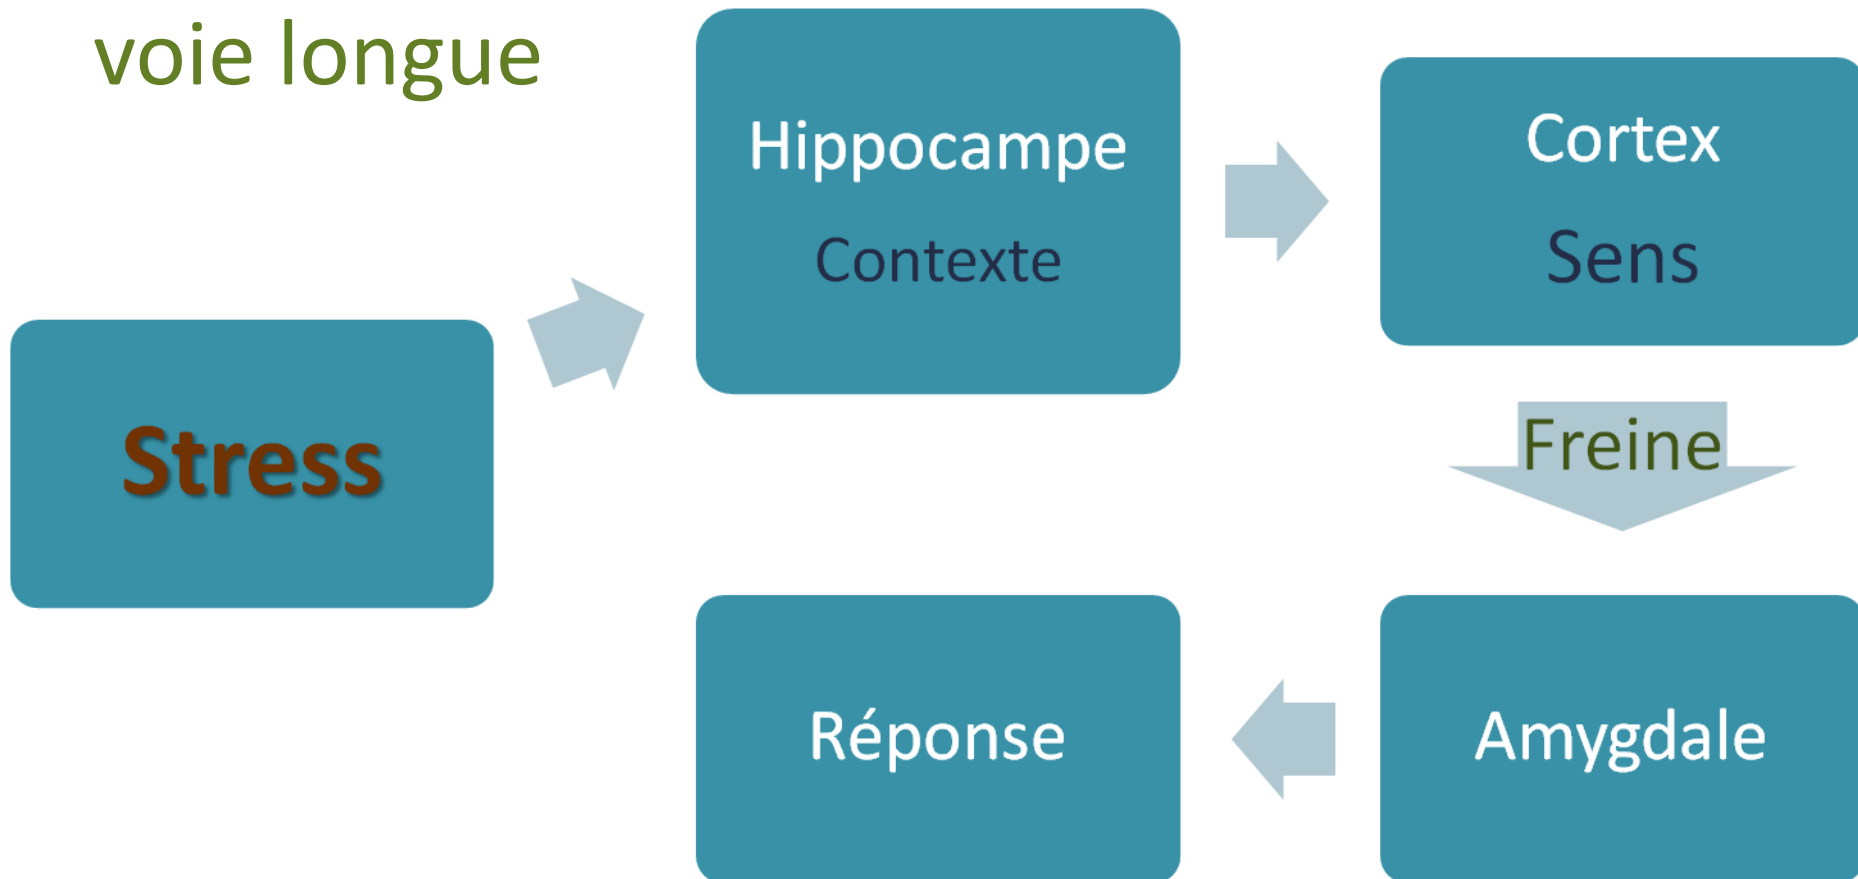 voie longue
Hippocampe
Contexte
Cortex
Sens
Stress
Freine
Réponse
Amygdale